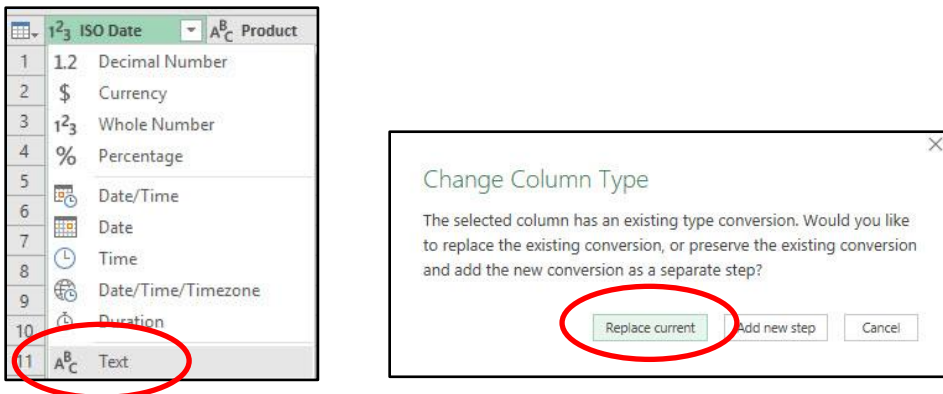 1²3 ISO Date ABC Product
1 1.2 Decimal Number
2 $ Currency
3 1²3 Whole Number
4 % Percentage
5
6 Date/Time
7 Date
8 Time
9 Date/Time/Timezone
10 Duration
11 ABC Text
Change Column Type
The selected column has an existing type conversion. Would you like
to replace the existing conversion, or preserve the existing conversion
and add the new conversion as a separate step?
Replace current Add new step Cancel